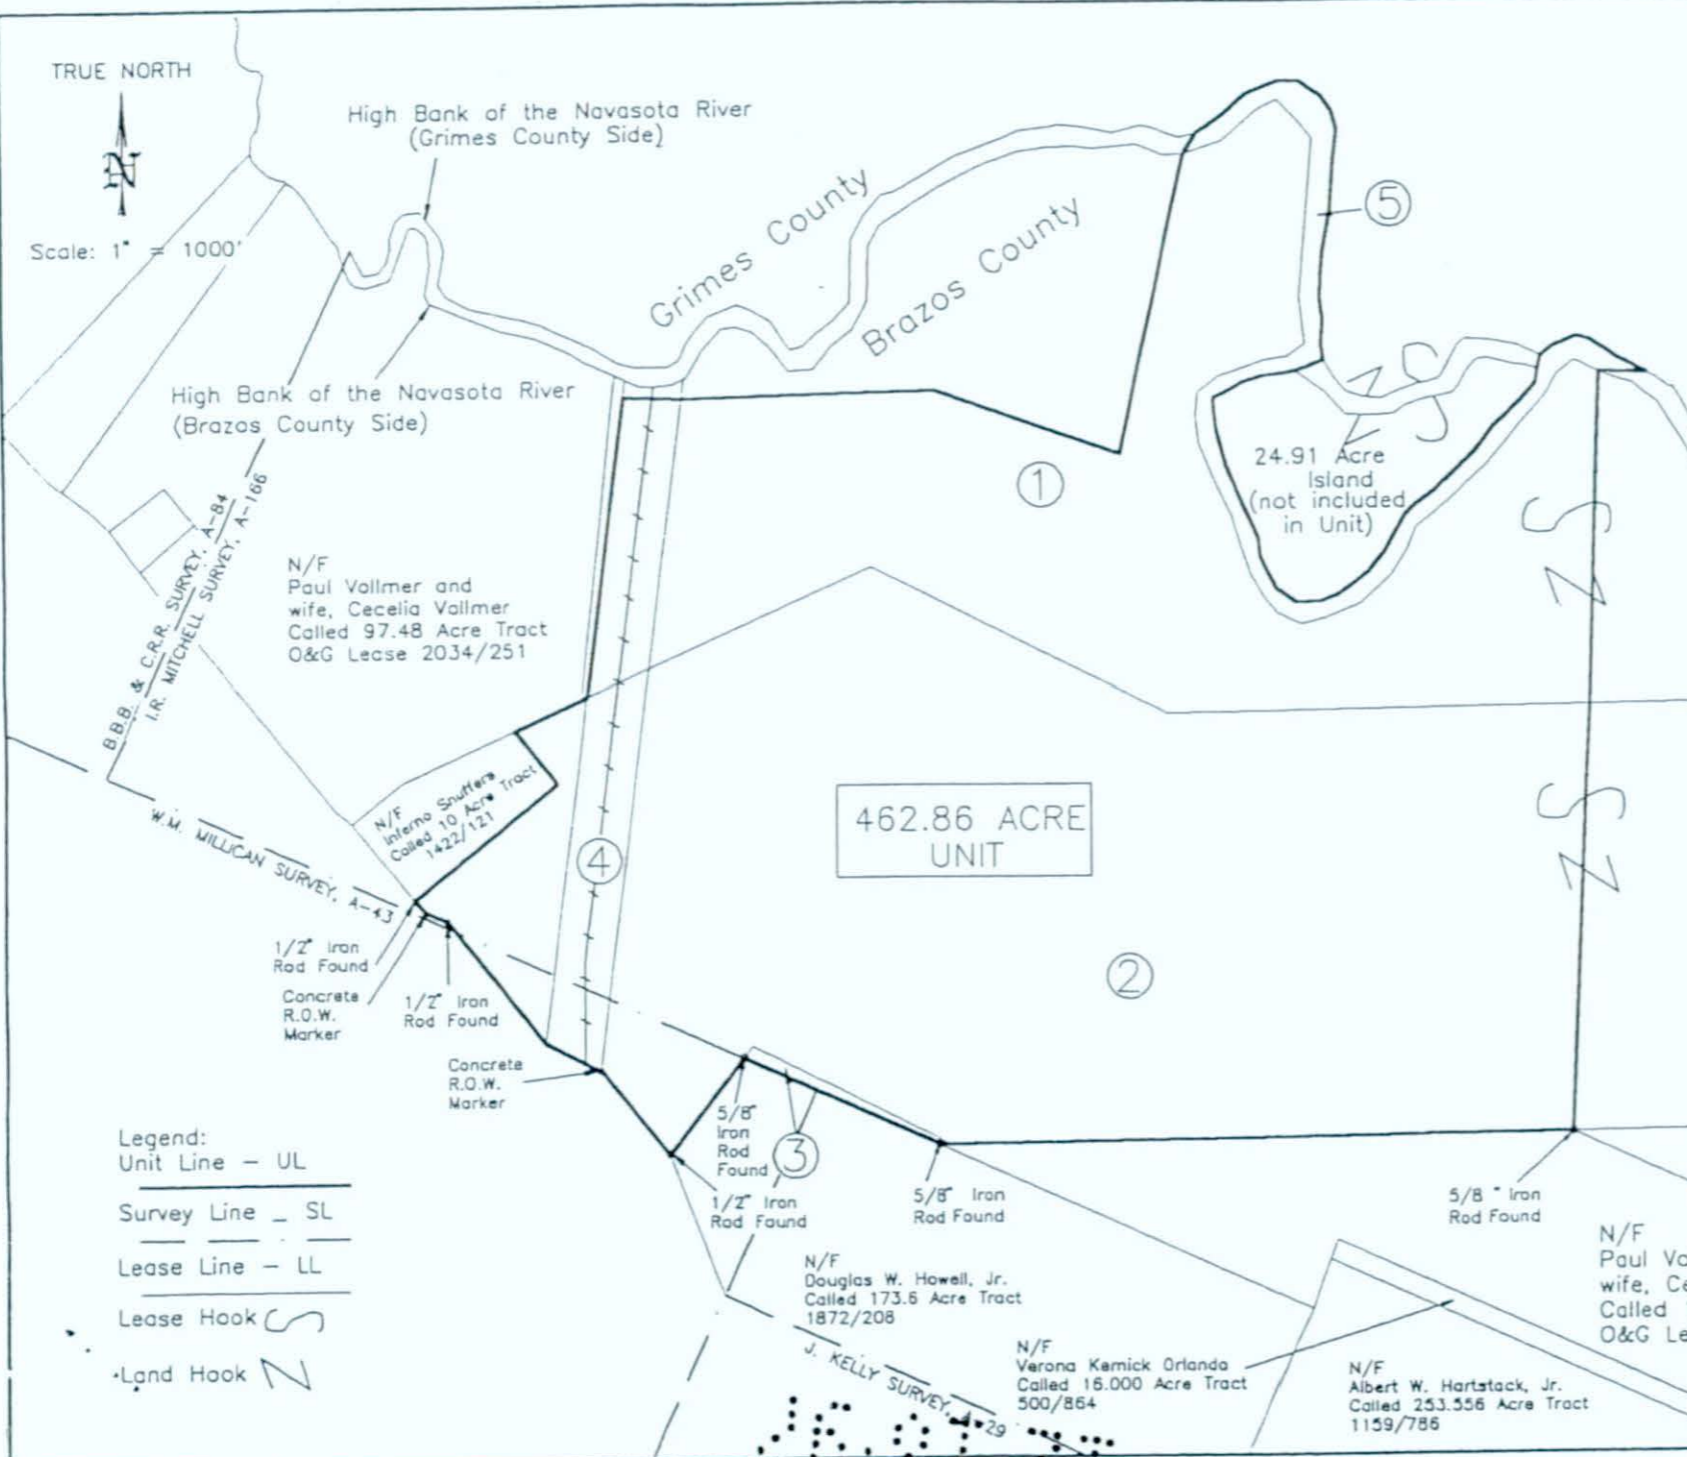 TRUE NORTH
N
Scale: 1" = 1000'
High Bank of the Navasota River
(Grimes County Side)
Grimes County
Brazos County
5
High Bank of the Navasota River
(Brazos County Side)
24.91 Acre
Island
(not included
in Unit)
1
B.B.B. & C.R.R. SURVEY, A-84
I.R. MITCHELL SURVEY, A-166
N/F
Paul Vollmer and
wife, Cecelia Vollmer
Called 97.48 Acre Tract
O&G Lease 2034/251
N/F
Inferno Snuffers
Called 10 Acre Tract
1422/121
462.86 ACRE
UNIT
4
W.M. MILLICAN SURVEY, A-43
2
1/2" Iron
Rod Found
Concrete
R.O.W.
Marker
1/2" Iron
Rod Found
Concrete
R.O.W.
Marker
5/8"
Iron
Rod
Found
3
1/2" Iron
Rod Found
5/8" Iron
Rod Found
5/8 " Iron
Rod Found
Legend:
Unit Line - UL
Survey Line _ SL
Lease Line - LL
Lease Hook
Land Hook
N/F
Douglas W. Howell, Jr.
Called 173.6 Acre Tract
1872/208
J. KELLY SURVEY, A-29
N/F
Verona Kemick Orlando
Called 16.000 Acre Tract
500/864
N/F
Albert W. Hartstack, Jr.
Called 253.556 Acre Tract
1159/786
N/F
Paul Vo
wife, Ce
Called
O&G Le